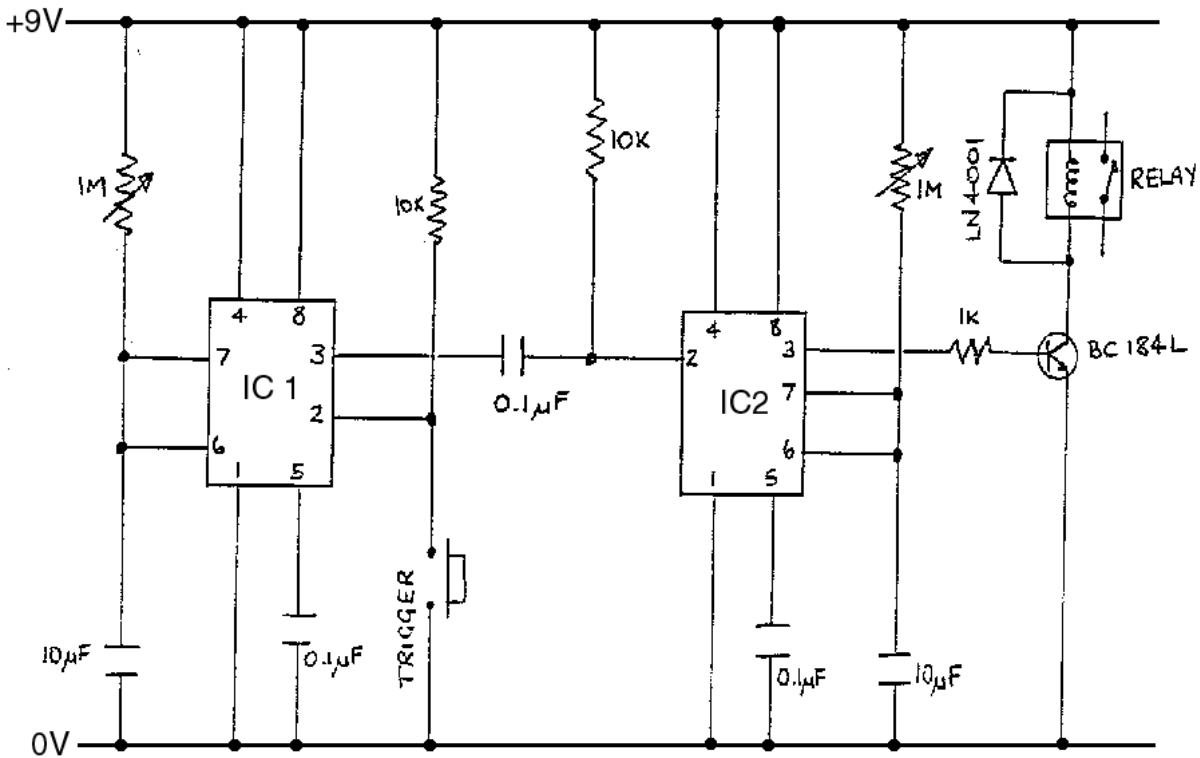 +9V
1M
10K
10K
1M
LN4001
RELAY
4 8
7 3
IC 1
2
6
1 5
0.1µF
4 8
2 3
7
IC2
6
1 5
1K
BC 184L
10µF
0.1µF
TRIGGER
0.1µF
10µF
0V